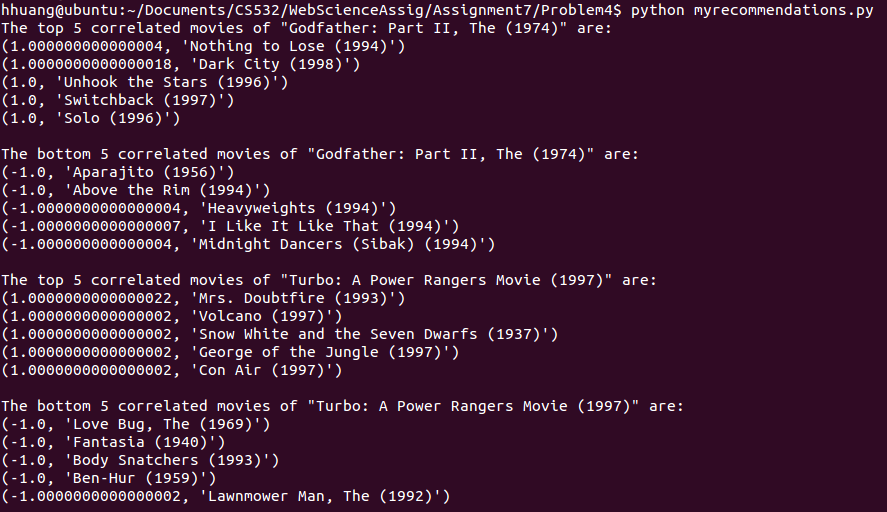 hhuang@ubuntu:~/Documents/CS532/WebScienceAssig/Assignment7/Problem4$ python myrecommendations.py
The top 5 correlated movies of "Godfather: Part II, The (1974)" are:
(1.000000000000004, 'Nothing to Lose (1994)')
(1.0000000000000018, 'Dark City (1998)')
(1.0, 'Unhook the Stars (1996)')
(1.0, 'Switchback (1997)')
(1.0, 'Solo (1996)')

The bottom 5 correlated movies of "Godfather: Part II, The (1974)" are:
(-1.0, 'Aparajito (1956)')
(-1.0, 'Above the Rim (1994)')
(-1.0000000000000004, 'Heavyweights (1994)')
(-1.0000000000000007, 'I Like It Like That (1994)')
(-1.0000000000000004, 'Midnight Dancers (Sibak) (1994)')

The top 5 correlated movies of "Turbo: A Power Rangers Movie (1997)" are:
(1.0000000000000022, 'Mrs. Doubtfire (1993)')
(1.000000000000002, 'Volcano (1997)')
(1.000000000000002, 'Snow White and the Seven Dwarfs (1937)')
(1.000000000000002, 'George of the Jungle (1997)')
(1.000000000000002, 'Con Air (1997)')

The bottom 5 correlated movies of "Turbo: A Power Rangers Movie (1997)" are:
(-1.0, 'Love Bug, The (1969)')
(-1.0, 'Fantasia (1940)')
(-1.0, 'Body Snatchers (1993)')
(-1.0, 'Ben-Hur (1959)')
(-1.0000000000000002, 'Lawnmower Man, The (1992)')